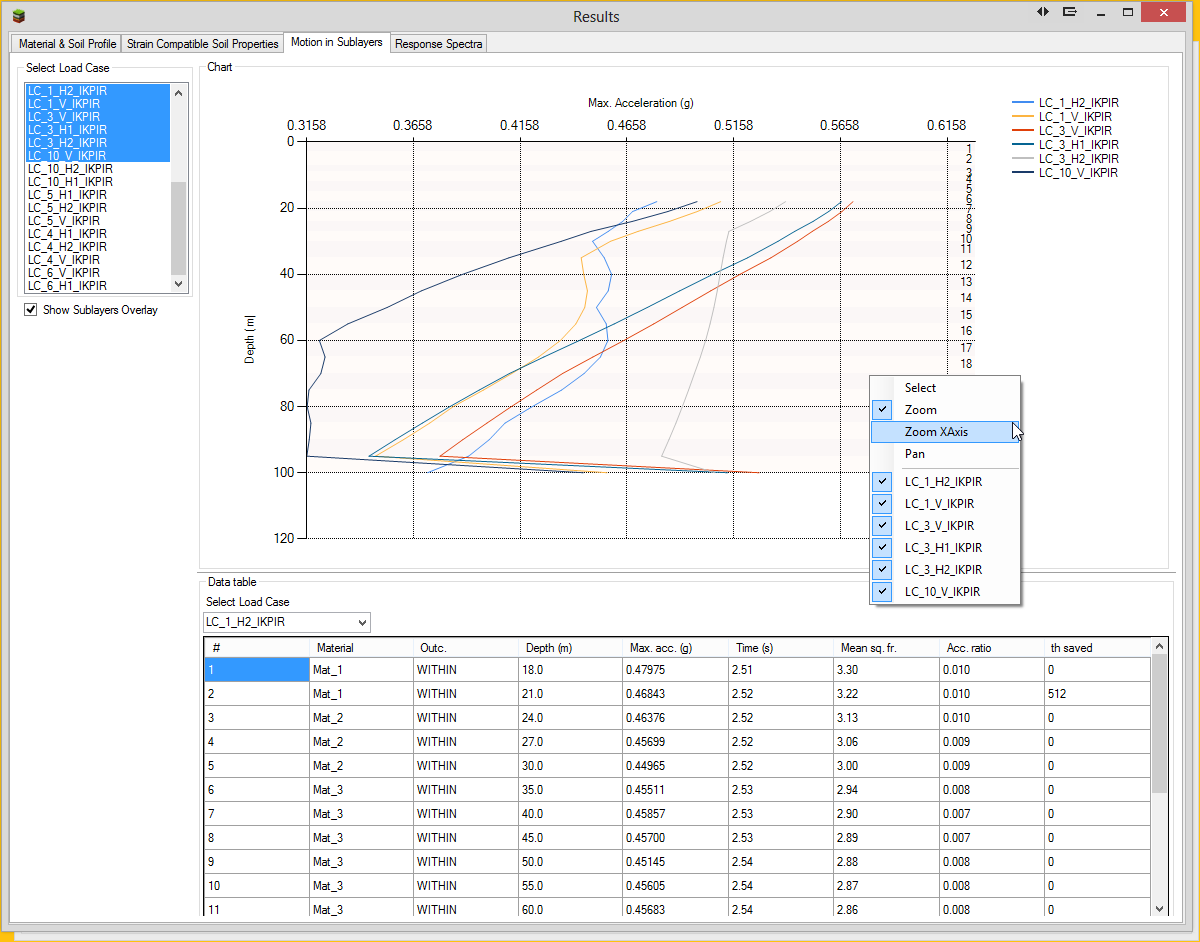 Results
Material & Soil Profile
Strain Compatible Soil Properties
Motion in Sublayers
Response Spectra
Select Load Case
LC_1_H2_IKPIR
LC_1_V_IKPIR
LC_3_V_IKPIR
LC_3_H1_IKPIR
LC_3_H2_IKPIR
LC_10_V_IKPIR
LC_10_H2_IKPIR
LC_10_H1_IKPIR
LC_5_H1_IKPIR
LC_5_H2_IKPIR
LC_5_V_IKPIR
LC_4_H1_IKPIR
LC_4_H2_IKPIR
LC_4_V_IKPIR
LC_6_V_IKPIR
LC_6_H1_IKPIR
Show Sublayers Overlay
Chart
Max. Acceleration (g)
0.3158 0.3658 0.4158 0.4658 0.5158 0.5658 0.6158
0
20
40
60
80
100
120
Depth (m)
1
2
3
4
5
6
7
8
9
10
11
12
13
14
15
16
17
18
LC_1_H2_IKPIR
LC_1_V_IKPIR
LC_3_V_IKPIR
LC_3_H1_IKPIR
LC_3_H2_IKPIR
LC_10_V_IKPIR
Select
Zoom
Zoom XAxis
Pan
LC_1_H2_IKPIR
LC_1_V_IKPIR
LC_3_V_IKPIR
LC_3_H1_IKPIR
LC_3_H2_IKPIR
LC_10_V_IKPIR
Data table
Select Load Case
LC_1_H2_IKPIR
# Material Outc. Depth (m) Max. acc. (g) Time (s) Mean sq. fr. Acc. ratio th saved
1 Mat_1 WITHIN 18.0 0.47975 2.51 3.30 0.010 0
2 Mat_1 WITHIN 21.0 0.46843 2.52 3.22 0.010 512
3 Mat_2 WITHIN 24.0 0.46376 2.52 3.13 0.010 0
4 Mat_2 WITHIN 27.0 0.45699 2.52 3.06 0.009 0
5 Mat_2 WITHIN 30.0 0.44965 2.52 3.00 0.009 0
6 Mat_3 WITHIN 35.0 0.45511 2.53 2.94 0.008 0
7 Mat_3 WITHIN 40.0 0.45857 2.53 2.90 0.007 0
8 Mat_3 WITHIN 45.0 0.45700 2.53 2.89 0.007 0
9 Mat_3 WITHIN 50.0 0.45145 2.54 2.88 0.008 0
10 Mat_3 WITHIN 55.0 0.45605 2.54 2.87 0.008 0
11 Mat_3 WITHIN 60.0 0.45683 2.54 2.86 0.008 0